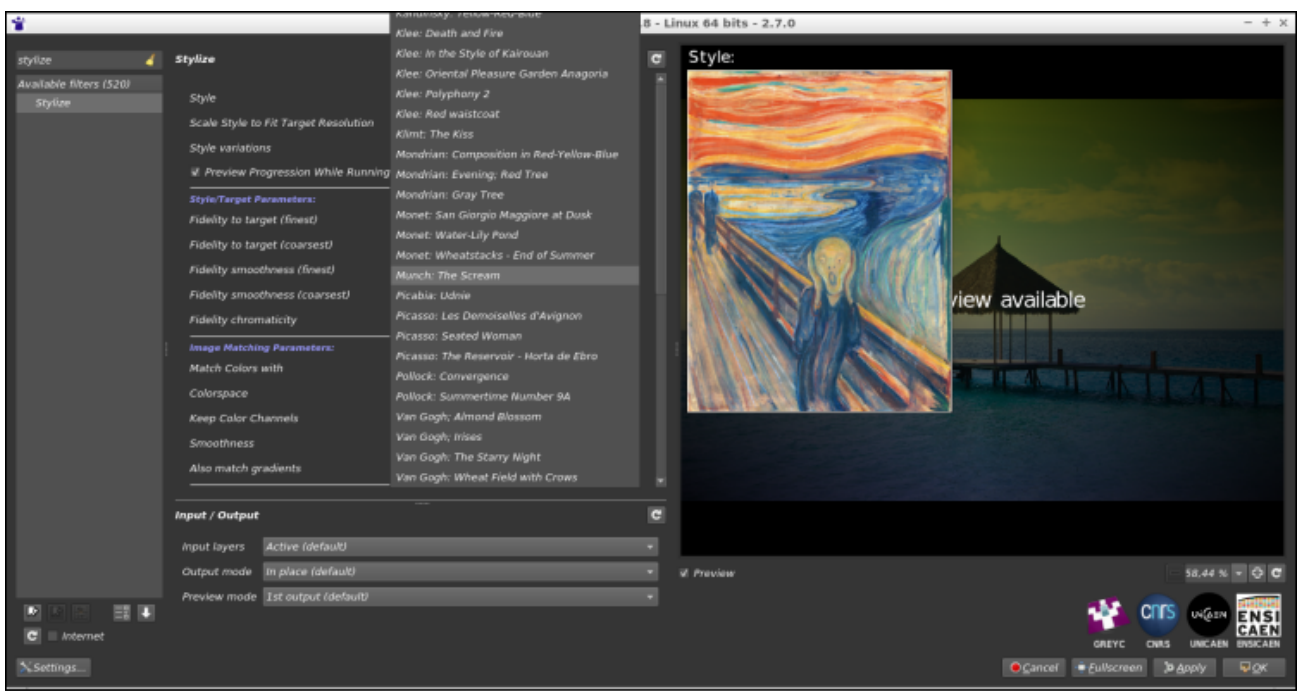 .8 - Linux 64 bits - 2.7.0
stylize
Available filters (520)
Stylize
Stylize
Style
Scale Style to Fit Target Resolution
Style variations
Preview Progression While Running
Style/Target Parameters:
Fidelity to target (finest)
Fidelity to target (coarsest)
Fidelity smoothness (finest)
Fidelity smoothness (coarsest)
Fidelity chromaticity
Image Matching Parameters:
Match Colors with
Colorspace
Keep Color Channels
Smoothness
Also match gradients
Kandinsky: Yellow-Red-Blue
Klee: Death and Fire
Klee: In the Style of Kairouan
Klee: Oriental Pleasure Garden Anagoria
Klee: Polyphony 2
Klee: Red waistcoat
Klimt: The Kiss
Mondrian: Composition in Red-Yellow-Blue
Mondrian: Evening; Red Tree
Mondrian: Gray Tree
Monet: San Giorgio Maggiore at Dusk
Monet: Water-Lily Pond
Monet: Wheatstacks - End of Summer
Munch: The Scream
Picabia: Udnie
Picasso: Les Demoiselles d'Avignon
Picasso: Seated Woman
Picasso: The Reservoir - Horta de Ebro
Pollock: Convergence
Pollock: Summertime Number 9A
Van Gogh: Almond Blossom
Van Gogh: Irises
Van Gogh: The Starry Night
Van Gogh: Wheat Field with Crows
Input / Output
Input layers Active (default)
Output mode In place (default)
Preview mode 1st output (default)
Internet
Settings...
Style:
view available
Preview
58.44 %
GREYC
CNRS
cnrs
UNICAEN
UNICAEN
ENSI
CAEN
ENSICAEN
Cancel
Fullscreen
Apply
OK